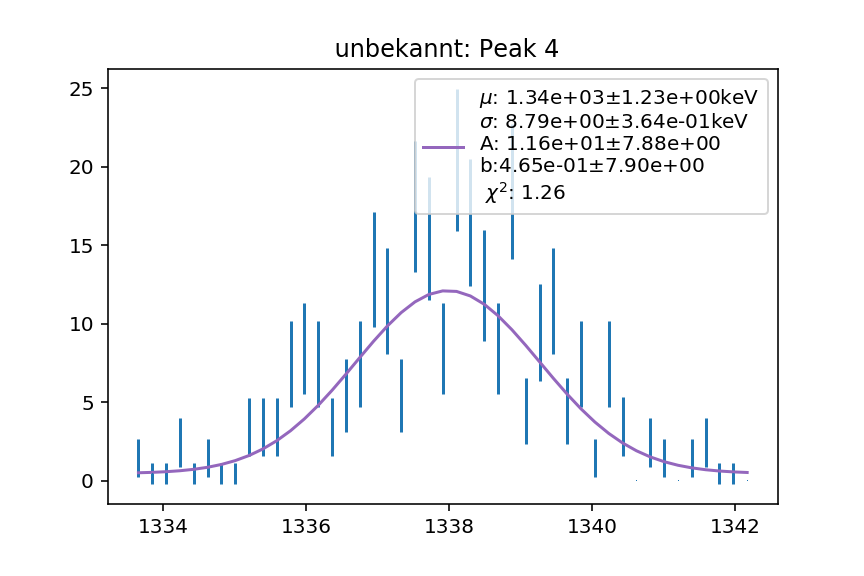 unbekannt: Peak 4
μ: 1.34e+03±1.23e+00keV
σ: 8.79e+00±3.64e-01keV
A: 1.16e+01±7.88e+00
b:4.65e-01±7.90e+00
χ²: 1.26
25
20
15
10
5
0
1334 1336 1338 1340 1342